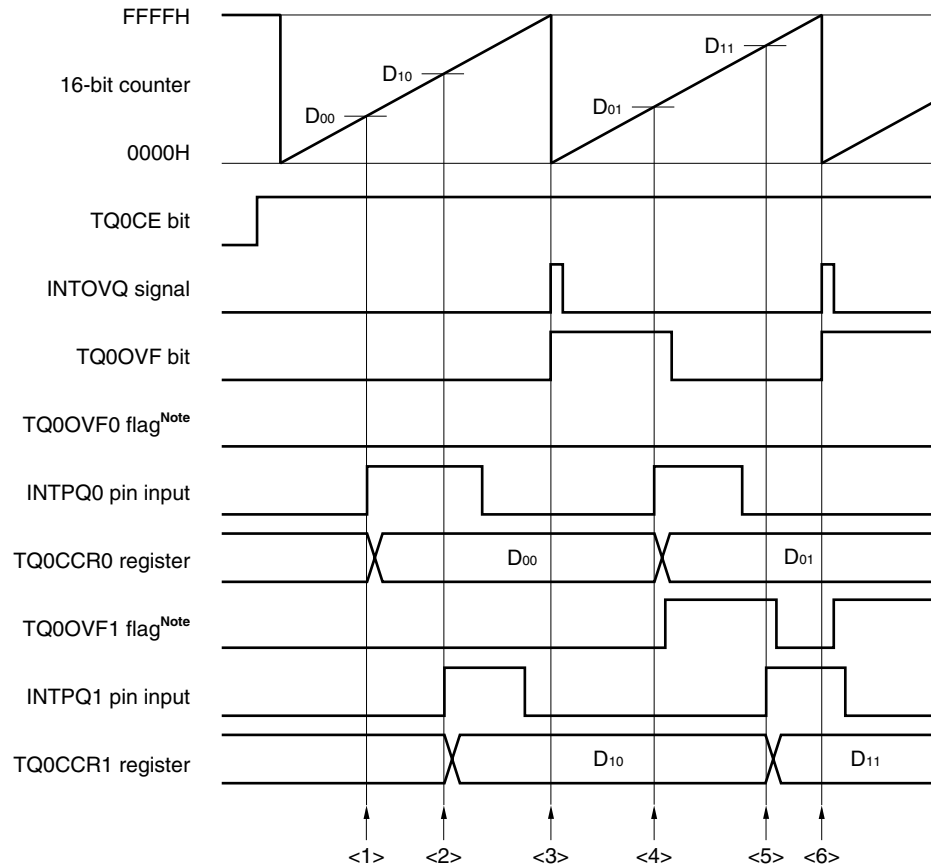 FFFFH
16-bit counter
0000H
D00
D10
D01
D11
TQ0CE bit
INTOVQ signal
TQ0OVF bit
TQ0OVF0 flagNote
INTPQ0 pin input
TQ0CCR0 register
D00
D01
TQ0OVF1 flagNote
INTPQ1 pin input
TQ0CCR1 register
D10
D11
<1> <2> <3> <4> <5> <6>